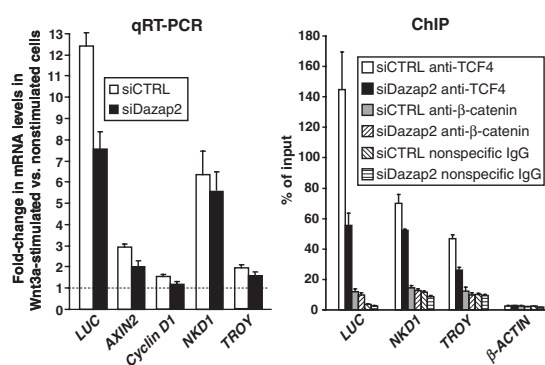 qRT-PCR
Fold-change in mRNA levels in
Wnt3a-stimulated vs. nonstimulated cells
13
12
11
10
9
8
7
6
5
4
3
2
1
siCTRL
siDazap2
LUC
AXIN2
Cyclin D1
NKD1
TROY
ChIP
% of input
180
160
140
120
100
80
60
40
20
0
siCTRL anti-TCF4
siDazap2 anti-TCF4
siCTRL anti-β-catenin
siDazap2 anti-β-catenin
siCTRL nonspecific IgG
siDazap2 nonspecific IgG
LUC
NKD1
TROY
β-ACTIN